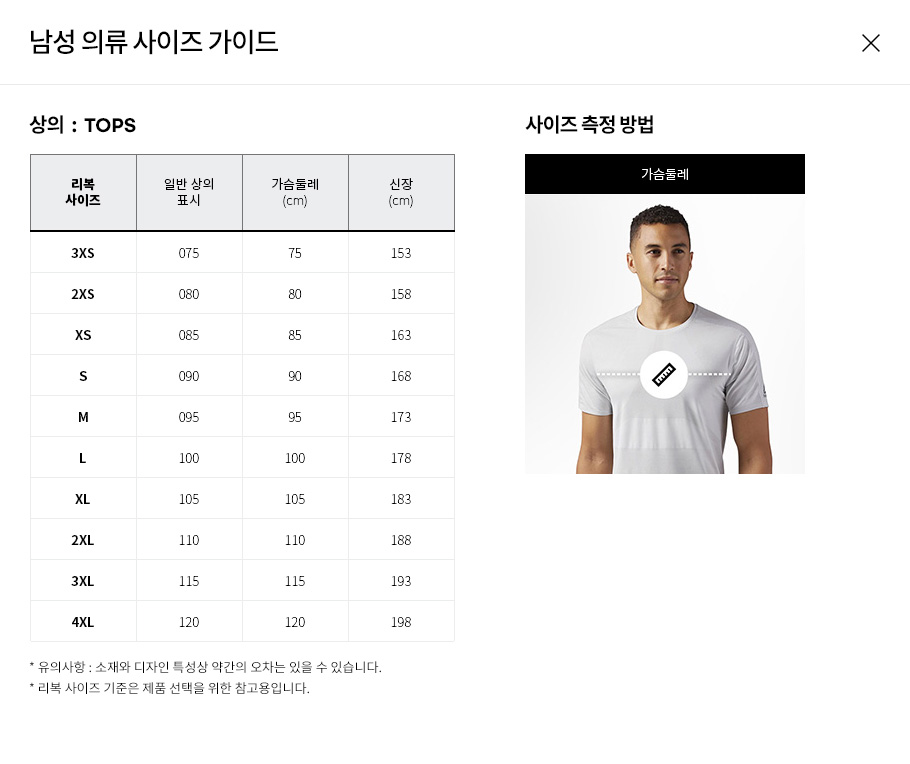 남성 의류 사이즈 가이드
상의 : TOPS
리복 사이즈 일반 상의 표시 가슴둘레 (cm) 신장 (cm)
3XS 075 75 153
2XS 080 80 158
XS 085 85 163
S 090 90 168
M 095 95 173
L 100 100 178
XL 105 105 183
2XL 110 110 188
3XL 115 115 193
4XL 120 120 198
* 유의사항 : 소재와 디자인 특성상 약간의 오차는 있을 수 있습니다.
* 리복 사이즈 기준은 제품 선택을 위한 참고용입니다.
사이즈 측정 방법
가슴둘레